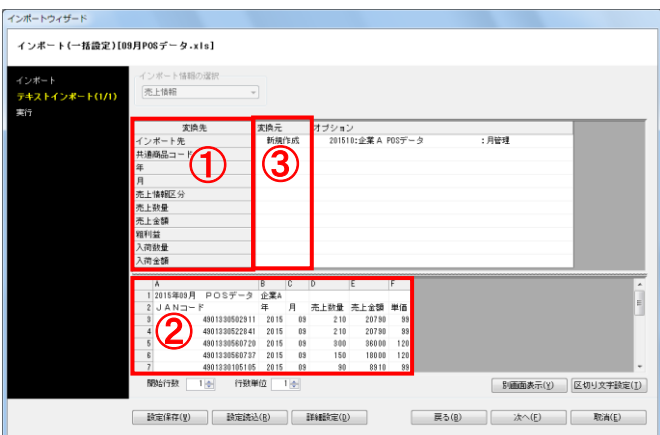 インポートウィザード
インポート(一括設定)[09月POSデータ.xls]
インポート
テキストインポート(1/1)
実行
インポート情報の選択
売上情報
変換先 変換元 オプション
インポート先 新規作成 201510:企業A POSデータ :月管理
共通商品コード
年
月
売上情報区分
売上数量
売上金額
粗利益
入荷数量
入荷金額
① ③
A B C D E F
1 2015年09月 POSデータ 企業A
2 JANコード 年 月 売上数量 売上金額 単価
3 4901330502911 2015 09 210 20790 99
4 4901330522841 2015 09 210 20790 99
5 4901330560720 2015 09 300 36000 120
6 4901330560737 2015 09 150 18000 120
7 4901330105105 2015 09 90 8910 99
②
開始行数 1 行数単位 1 別画面表示(Y) 区切り文字設定(T)
設定保存(W) 設定読込(R) 詳細設定(D) 戻る(B) 次へ(F) 取消(E)